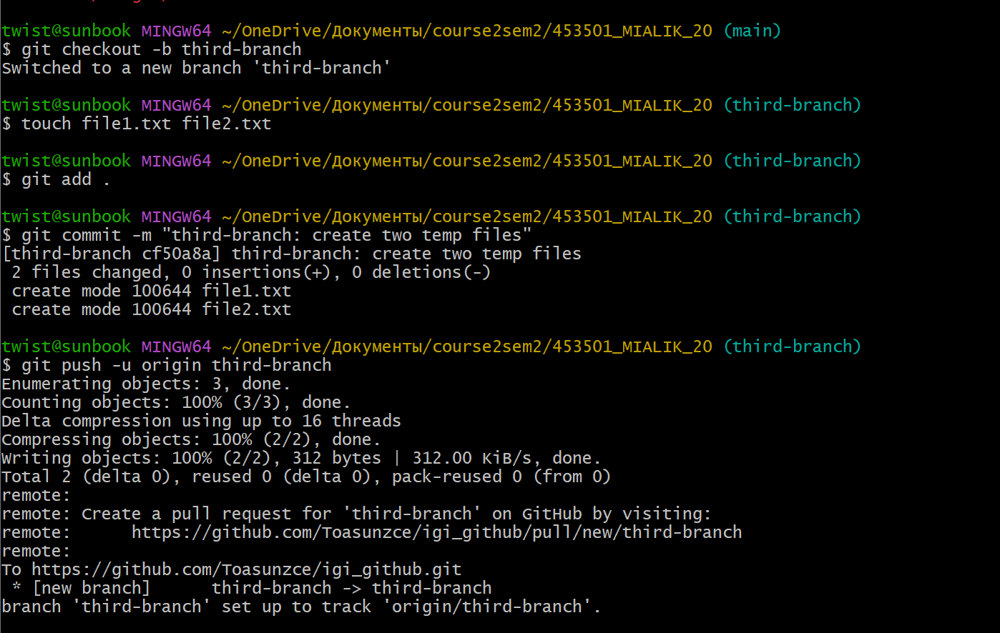 twist@sunbook MINGW64 ~/OneDrive/Документы/course2sem2/453501_MIALIK_20 (main)
$ git checkout -b third-branch
Switched to a new branch 'third-branch'
twist@sunbook MINGW64 ~/OneDrive/Документы/course2sem2/453501_MIALIK_20 (third-branch)
$ touch file1.txt file2.txt
twist@sunbook MINGW64 ~/OneDrive/Документы/course2sem2/453501_MIALIK_20 (third-branch)
$ git add .
twist@sunbook MINGW64 ~/OneDrive/Документы/course2sem2/453501_MIALIK_20 (third-branch)
$ git commit -m "third-branch: create two temp files"
[third-branch cf50a8a] third-branch: create two temp files
 2 files changed, 0 insertions(+), 0 deletions(-)
 create mode 100644 file1.txt
 create mode 100644 file2.txt
twist@sunbook MINGW64 ~/OneDrive/Документы/course2sem2/453501_MIALIK_20 (third-branch)
$ git push -u origin third-branch
Enumerating objects: 3, done.
Counting objects: 100% (3/3), done.
Delta compression using up to 16 threads
Compressing objects: 100% (2/2), done.
Writing objects: 100% (2/2), 312 bytes | 312.00 KiB/s, done.
Total 2 (delta 0), reused 0 (delta 0), pack-reused 0 (from 0)
remote:
remote: Create a pull request for 'third-branch' on GitHub by visiting:
remote:      https://github.com/Toasunzce/igi_github/pull/new/third-branch
remote:
To https://github.com/Toasunzce/igi_github.git
 * [new branch]      third-branch -> third-branch
branch 'third-branch' set up to track 'origin/third-branch'.